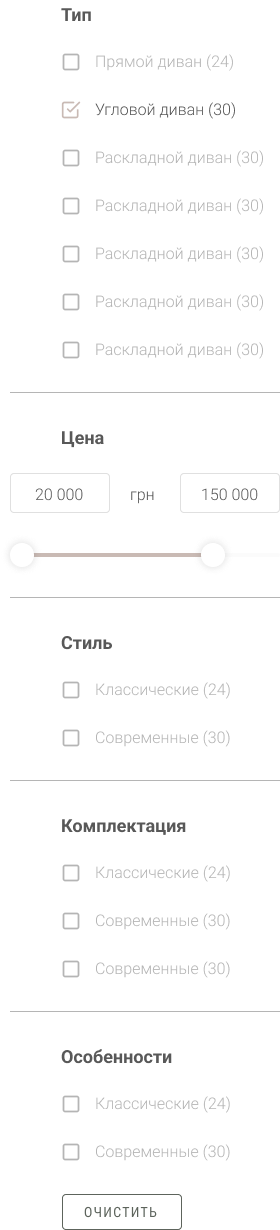 Тип
Прямой диван (24)
Угловой диван (30)
Раскладной диван (30)
Раскладной диван (30)
Раскладной диван (30)
Раскладной диван (30)
Раскладной диван (30)
Цена
20 000 грн 150 000
Стиль
Классические (24)
Современные (30)
Комплектация
Классические (24)
Современные (30)
Современные (30)
Особенности
Классические (24)
Современные (30)
ОЧИСТИТЬ